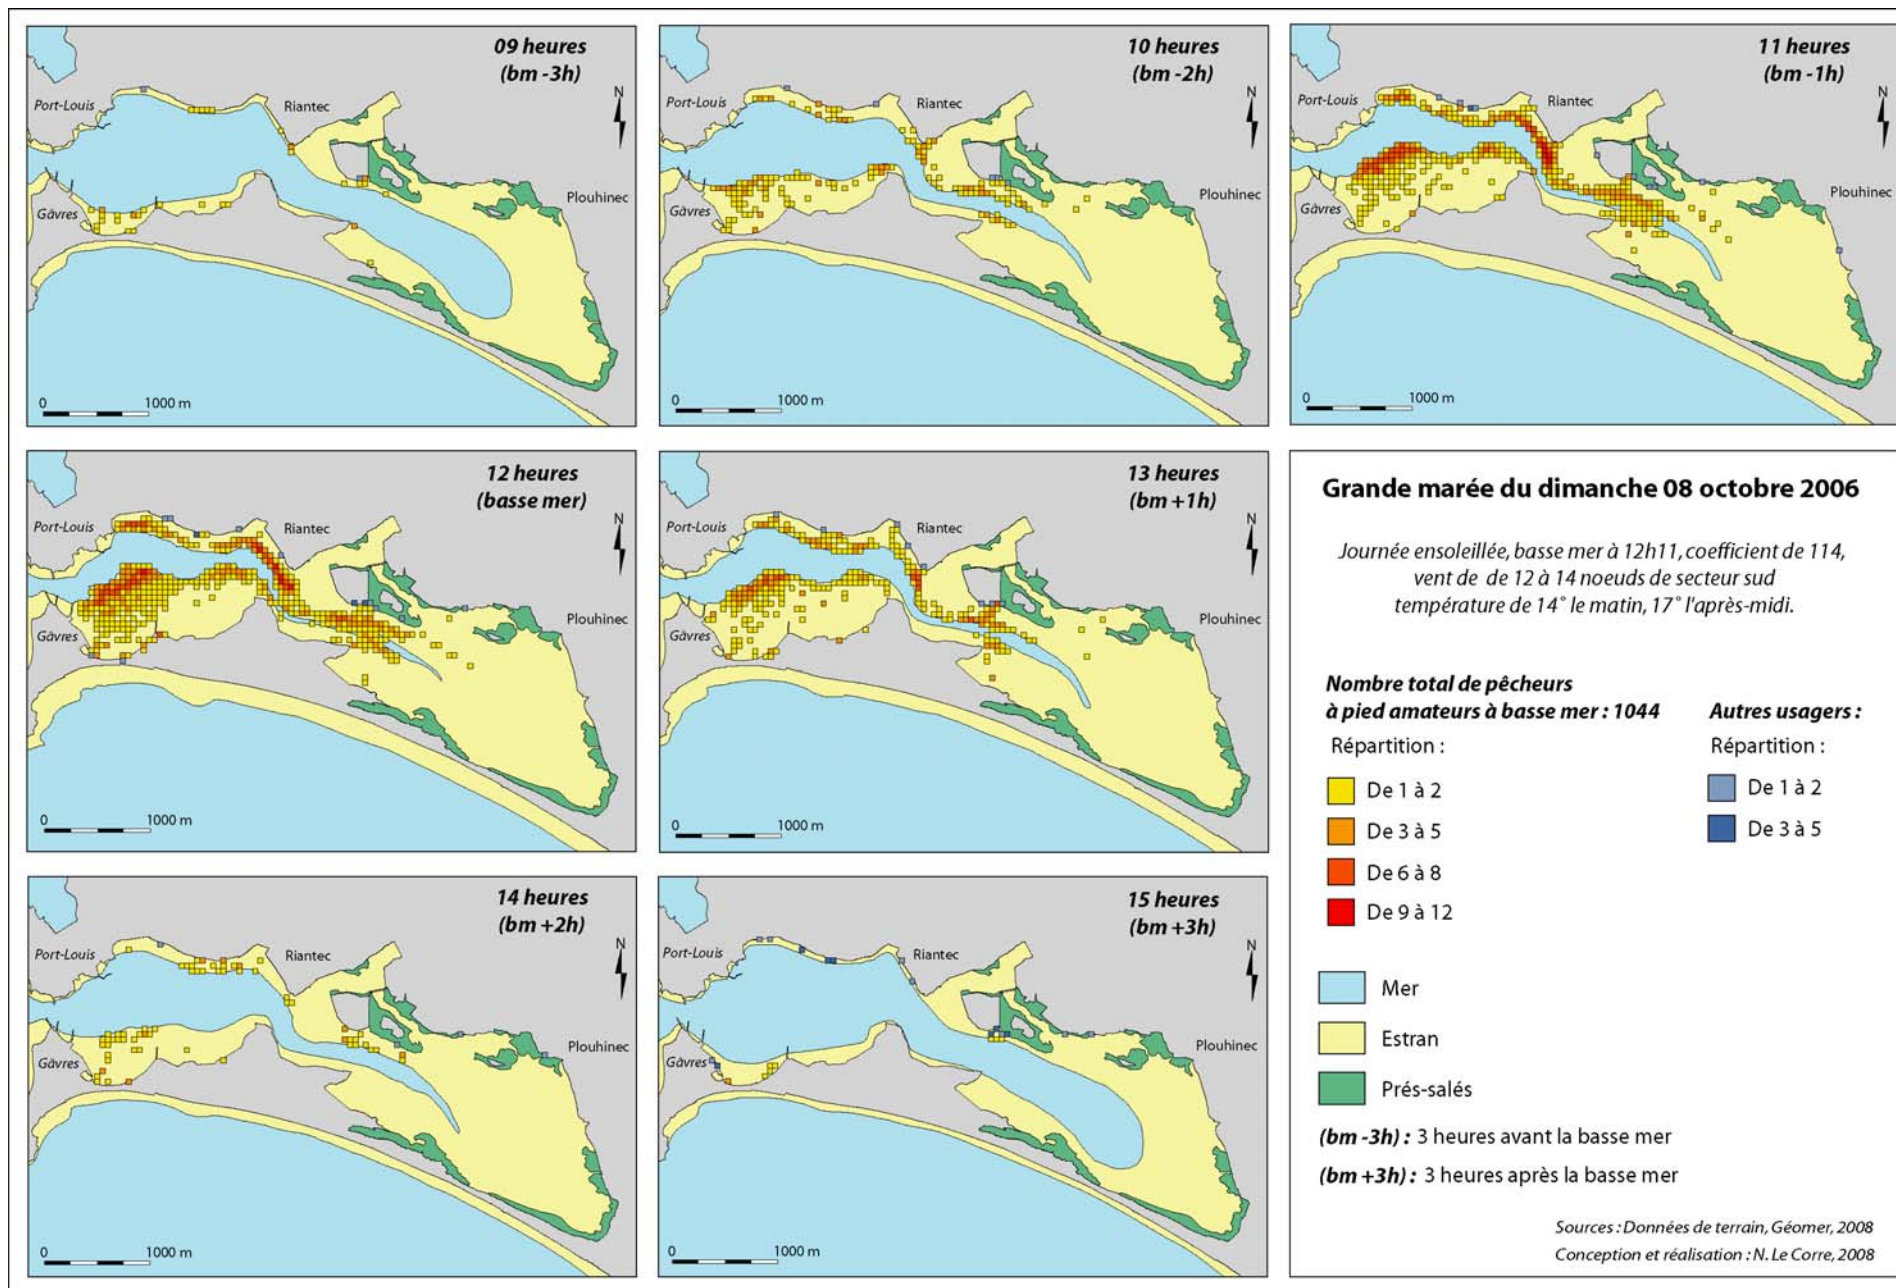 09 heures
(bm -3h)
N
Port-Louis
Riantec
Plouhinec
Gâvres
0 1000 m
10 heures
(bm -2h)
N
Port-Louis
Riantec
Plouhinec
Gâvres
0 1000 m
11 heures
(bm -1h)
N
Port-Louis
Riantec
Plouhinec
Gâvres
0 1000 m
12 heures
(basse mer)
N
Port-Louis
Riantec
Plouhinec
Gâvres
0 1000 m
13 heures
(bm +1h)
N
Port-Louis
Riantec
Plouhinec
Gâvres
0 1000 m
Grande marée du dimanche 08 octobre 2006
Journée ensoleillée, basse mer à 12h11, coefficient de 114,
vent de de 12 à 14 noeuds de secteur sud
température de 14° le matin, 17° l'après-midi.
Nombre total de pêcheurs
à pied amateurs à basse mer : 1044
Répartition :
De 1 à 2
De 3 à 5
De 6 à 8
De 9 à 12
Autres usagers :
Répartition :
De 1 à 2
De 3 à 5
Mer
Estran
Prés-salés
(bm -3h) : 3 heures avant la basse mer
(bm +3h) : 3 heures après la basse mer
Sources : Données de terrain, Géomer, 2008
Conception et réalisation : N. Le Corre, 2008
14 heures
(bm +2h)
N
Port-Louis
Riantec
Plouhinec
Gâvres
0 1000 m
15 heures
(bm +3h)
N
Port-Louis
Riantec
Plouhinec
Gâvres
0 1000 m